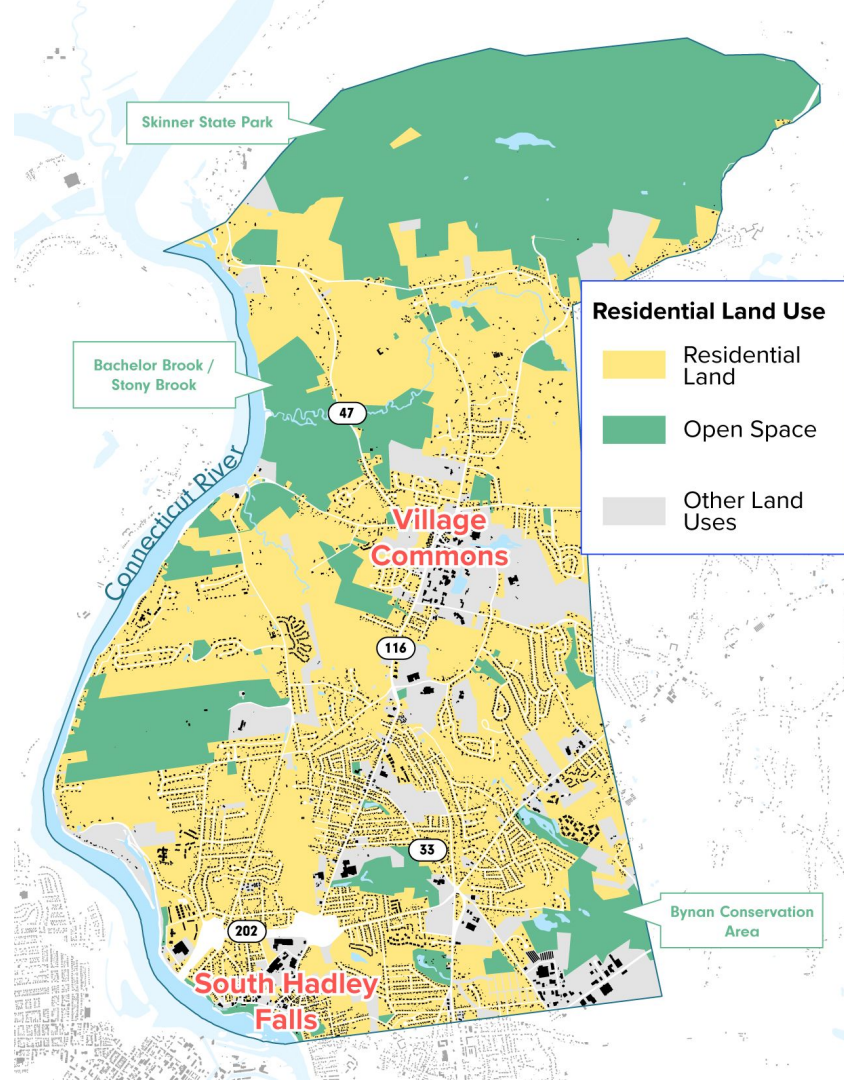 Skinner State Park
Residential Land Use
Residential
Land
Open Space
Other Land
Uses
Bachelor Brook /
Stony Brook
47
Connecticut River
Village
Commons
116
33
Bynan Conservation
Area
202
South Hadley
Falls